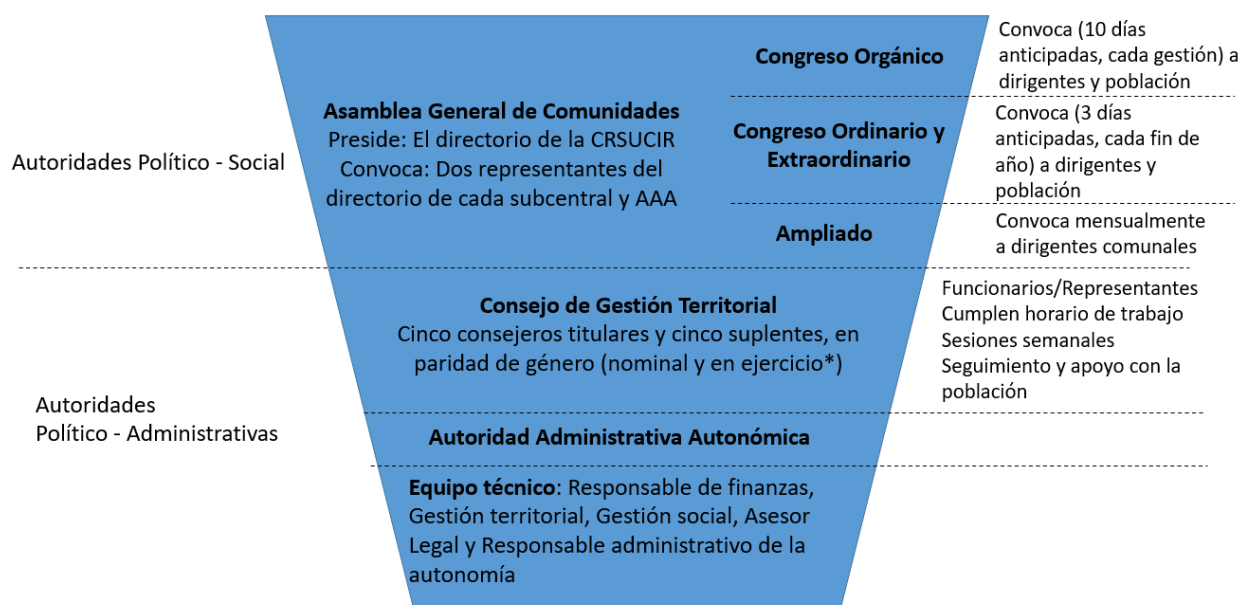 Autoridades Político - Social
Asamblea General de Comunidades
Preside: El directorio de la CRSUCIR
Convoca: Dos representantes del
directorio de cada subcentral y AAA
Congreso Orgánico
Convoca (10 días
anticipadas, cada gestión) a
dirigentes y población
Congreso Ordinario y
Extraordinario
Convoca (3 días
anticipadas, cada fin de
año) a dirigentes y
población
Ampliado
Convoca mensualmente
a dirigentes comunales
Autoridades
Político - Administrativas
Consejo de Gestión Territorial
Cinco consejeros titulares y cinco suplentes, en
paridad de género (nominal y en ejercicio*)
Funcionarios/Representantes
Cumplen horario de trabajo
Sesiones semanales
Seguimiento y apoyo con la
población
Autoridad Administrativa Autonómica
Equipo técnico: Responsable de finanzas,
Gestión territorial, Gestión social, Asesor
Legal y Responsable administrativo de la
autonomía